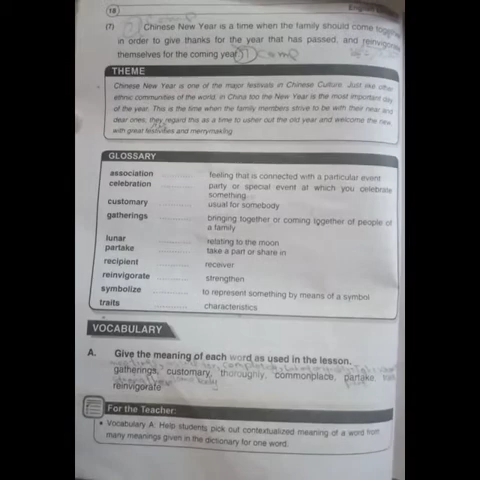 18
English
(7) Chinese New Year is a time when the family should come together
in order to give thanks for the year that has passed, and reinvigorate
themselves for the coming year.
THEME
Chinese New Year is one of the major festivals in Chinese Culture. Just like other
ethnic communities of the world, in China too the New Year is the most important day
of the year. This is the time when the family members strive to be with their near and
dear ones; they regard this as a time to usher out the old year and welcome the new,
with great festivities and merrymaking.
GLOSSARY
association ............ feeling that is connected with a particular event
celebration ............ party or special event at which you celebrate
something
customary ............ usual for somebody
gatherings ............ bringing together or coming together of people of
a family
lunar ............ relating to the moon
partake ............ take a part or share in
recipient ............ receiver
reinvigorate ............ strengthen
symbolize ............ to represent something by means of a symbol
traits ............ characteristics
VOCABULARY
A. Give the meaning of each word as used in the lesson.
gatherings, customary, thoroughly, commonplace, partake, traits,
reinvigorate
For the Teacher:
• Vocabulary A: Help students pick out contextualized meaning of a word from
many meanings given in the dictionary for one word.